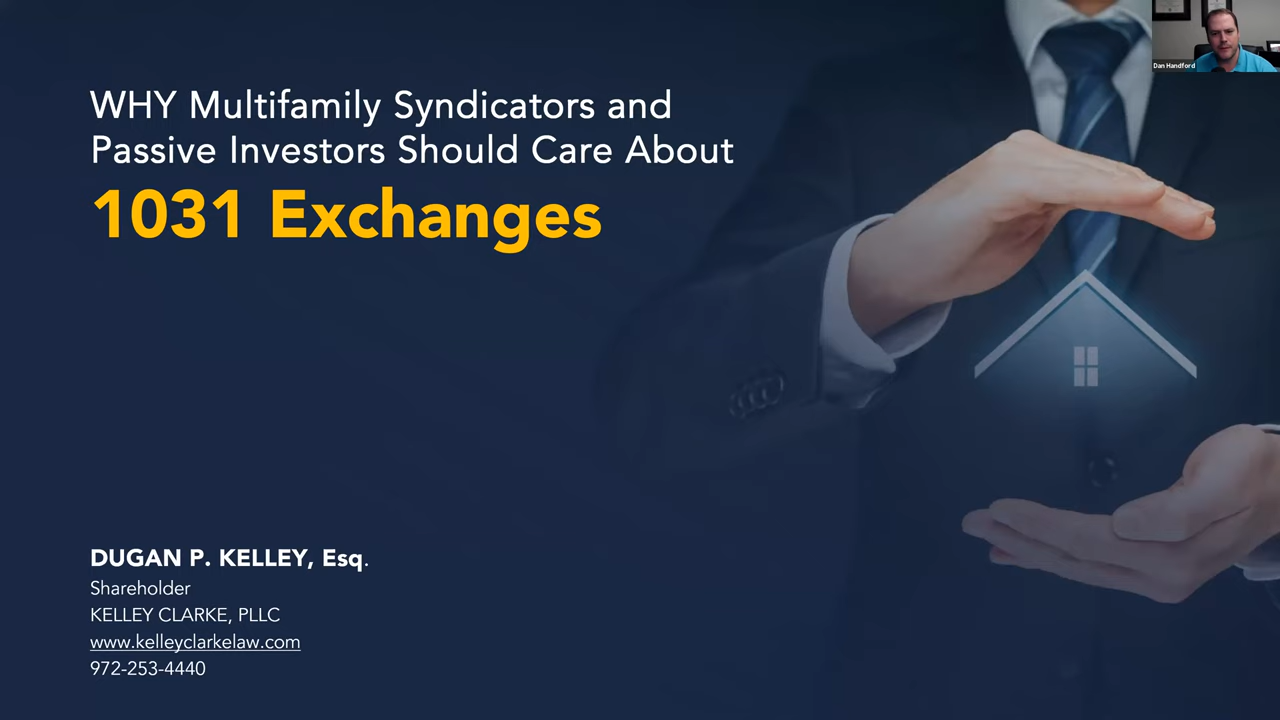 WHY Multifamily Syndicators and
Passive Investors Should Care About
1031 Exchanges
DUGAN P. KELLEY, Esq.
Shareholder
KELLEY CLARKE, PLLC
www.kelleyclarkelaw.com
972-253-4440
Dan Handford